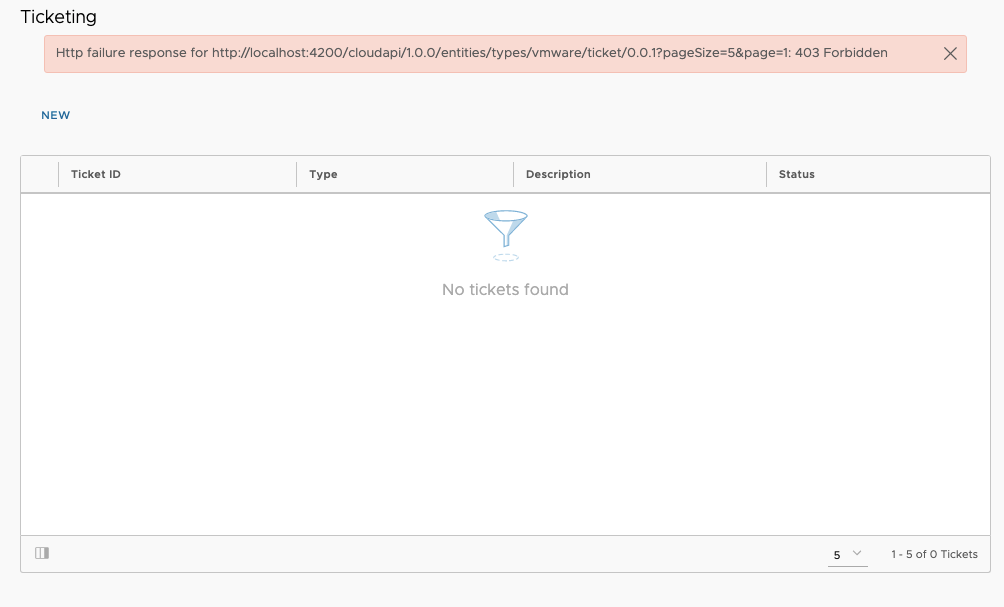 Ticketing
Http failure response for http://localhost:4200/cloudapi/1.0.0/entities/types/vmware/ticket/0.0.1?pageSize=5&page=1: 403 Forbidden
NEW
Ticket ID Type Description Status
No tickets found
5 1 - 5 of 0 Tickets